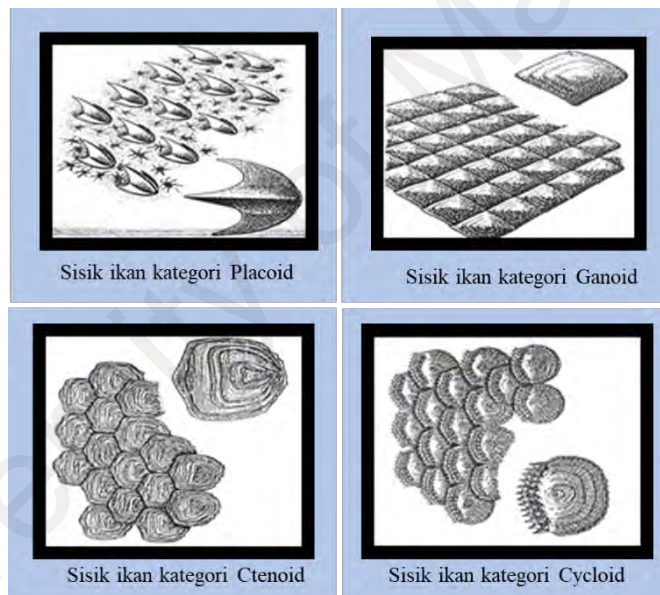 Sisik ikan kategori Placoid
Sisik ikan kategori Ganoid
Sisik ikan kategori Ctenoid
Sisik ikan kategori Cycloid